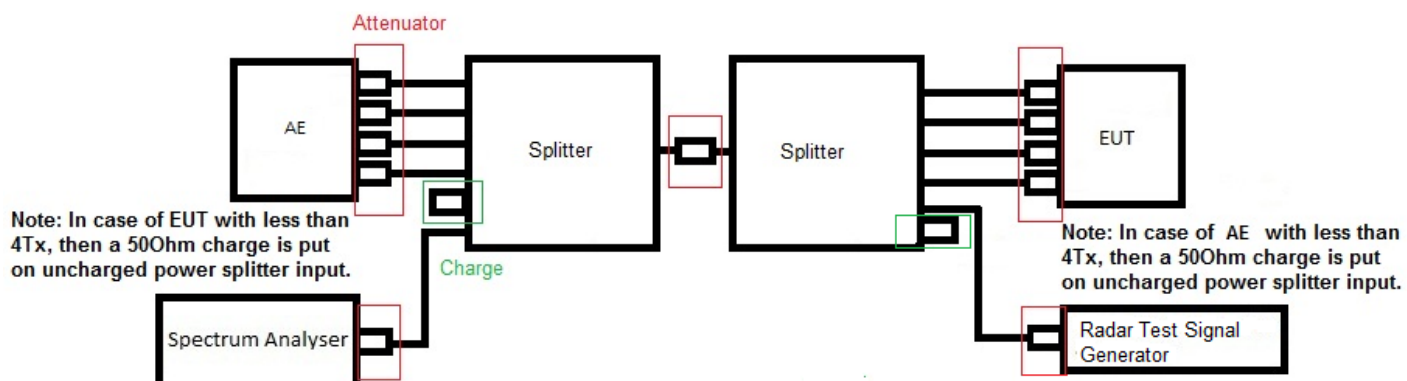 Attenuator
AE
Splitter
Splitter
EUT
Note: In case of EUT with less than
4Tx, then a 50Ohm charge is put
on uncharged power splitter input.
Charge
Note: In case of AE with less than
4Tx, then a 50Ohm charge is put
on uncharged power splitter input.
Spectrum Analyser
Radar Test Signal
Generator